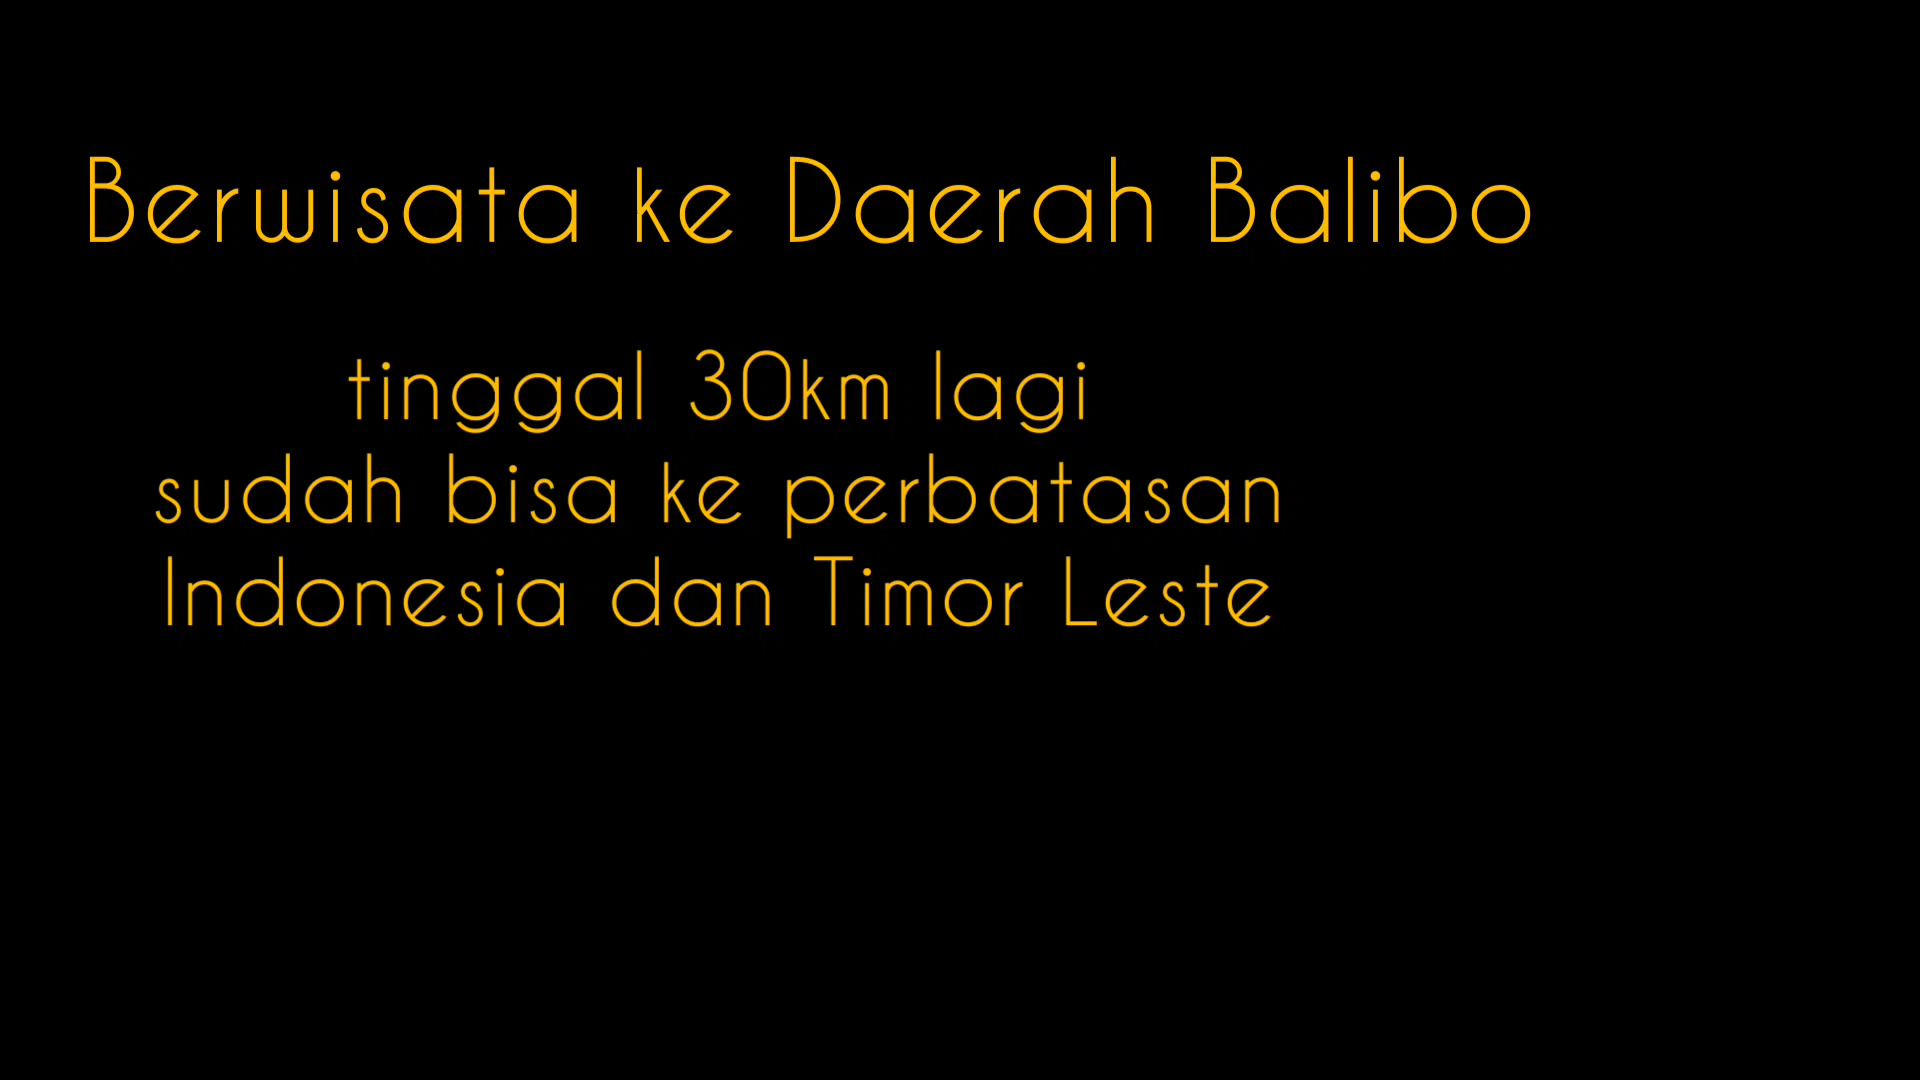 Berwisata ke Daerah Balibo
tinggal 30km lagi
sudah bisa ke perbatasan
Indonesia dan Timor Leste